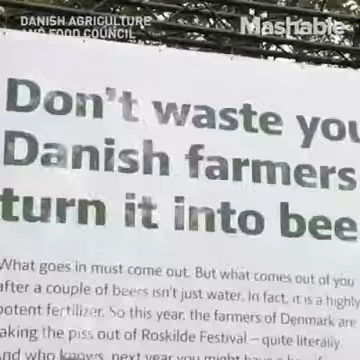 DANISH AGRICULTURE
AND FOOD COUNCIL
Mashable
Don't waste you
Danish farmers
turn it into bee
What goes in must come out. But what comes out of you
after a couple of beers isn't just water. In fact, it is a highly
potent fertilizer. So this year, the farmers of Denmark are
aking the piss out of Roskilde Festival – quite literally.
And who knows, next year you might have